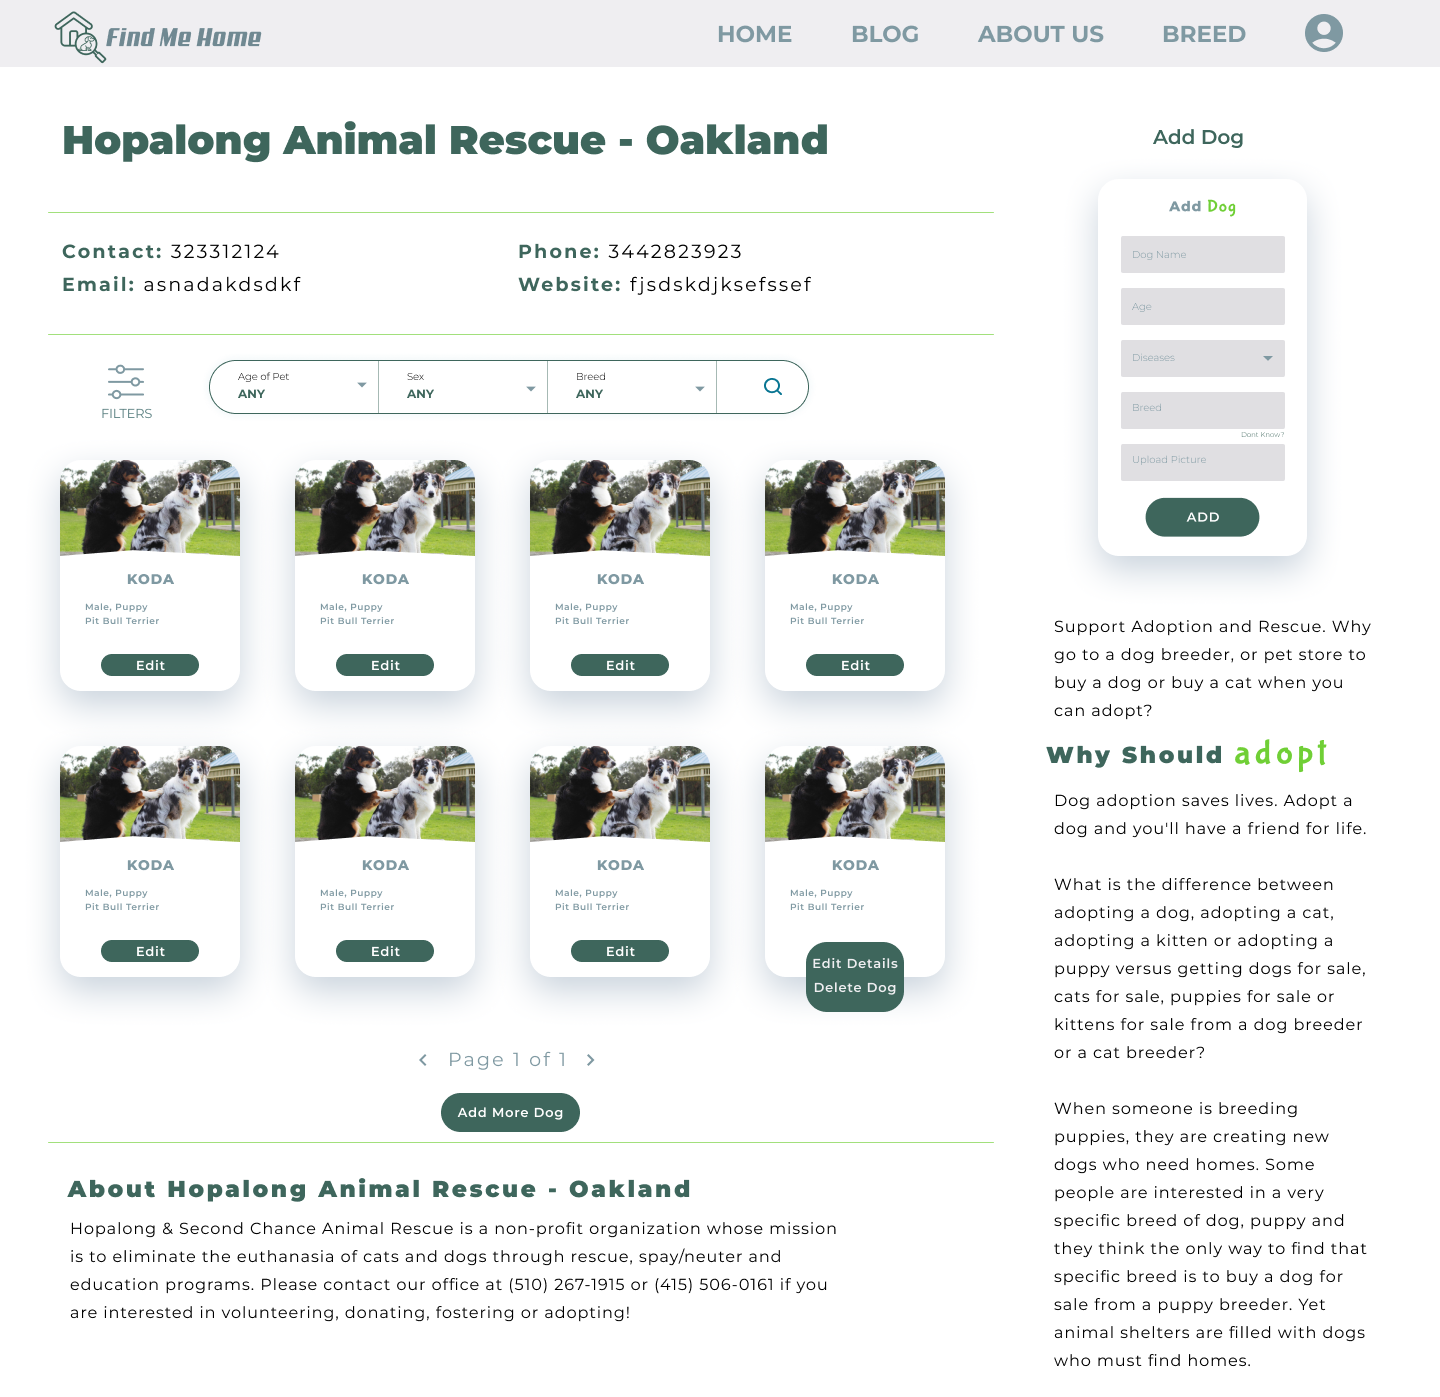 Find Me Home
HOME
BLOG
ABOUT US
BREED
Hopalong Animal Rescue - Oakland
Contact: 323312124
Phone: 3442823923
Email: asnadakdsdkf
Website: fjsdskdjksefssef
FILTERS
Age of Pet
ANY
Sex
ANY
Breed
ANY
KODA
Male, Puppy
Pit Bull Terrier
Edit
KODA
Male, Puppy
Pit Bull Terrier
Edit
KODA
Male, Puppy
Pit Bull Terrier
Edit
KODA
Male, Puppy
Pit Bull Terrier
Edit
KODA
Male, Puppy
Pit Bull Terrier
Edit
KODA
Male, Puppy
Pit Bull Terrier
Edit
KODA
Male, Puppy
Pit Bull Terrier
Edit
KODA
Male, Puppy
Pit Bull Terrier
Edit Details
Delete Dog
Page 1 of 1
Add More Dog
About Hopalong Animal Rescue - Oakland
Hopalong & Second Chance Animal Rescue is a non-profit organization whose mission
is to eliminate the euthanasia of cats and dogs through rescue, spay/neuter and
education programs. Please contact our office at (510) 267-1915 or (415) 506-0161 if you
are interested in volunteering, donating, fostering or adopting!
Add Dog
Add Dog
Dog Name
Age
Diseases
Breed
Dont Know?
Upload Picture
ADD
Support Adoption and Rescue. Why
go to a dog breeder, or pet store to
buy a dog or buy a cat when you
can adopt?
Why Should adopt
Dog adoption saves lives. Adopt a
dog and you'll have a friend for life.
What is the difference between
adopting a dog, adopting a cat,
adopting a kitten or adopting a
puppy versus getting dogs for sale,
cats for sale, puppies for sale or
kittens for sale from a dog breeder
or a cat breeder?
When someone is breeding
puppies, they are creating new
dogs who need homes. Some
people are interested in a very
specific breed of dog, puppy and
they think the only way to find that
specific breed is to buy a dog for
sale from a puppy breeder. Yet
animal shelters are filled with dogs
who must find homes.